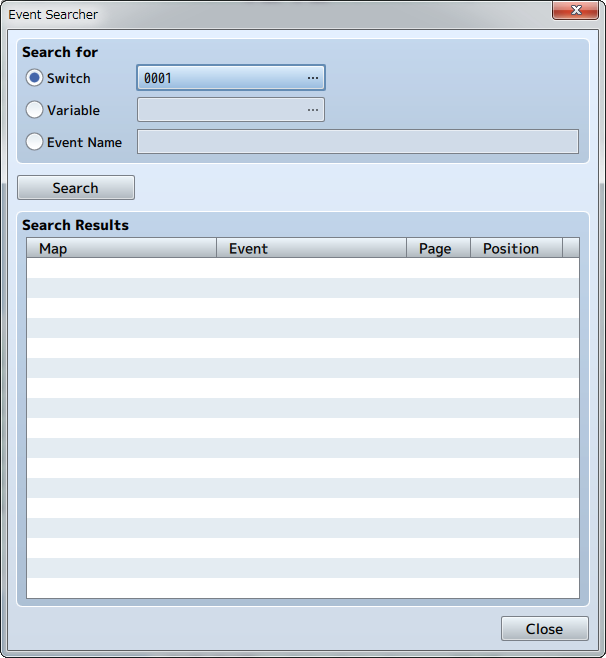 Event Searcher
Search for
Switch 0001 ...
Variable ...
Event Name
Search
Search Results
Map Event Page Position
Close